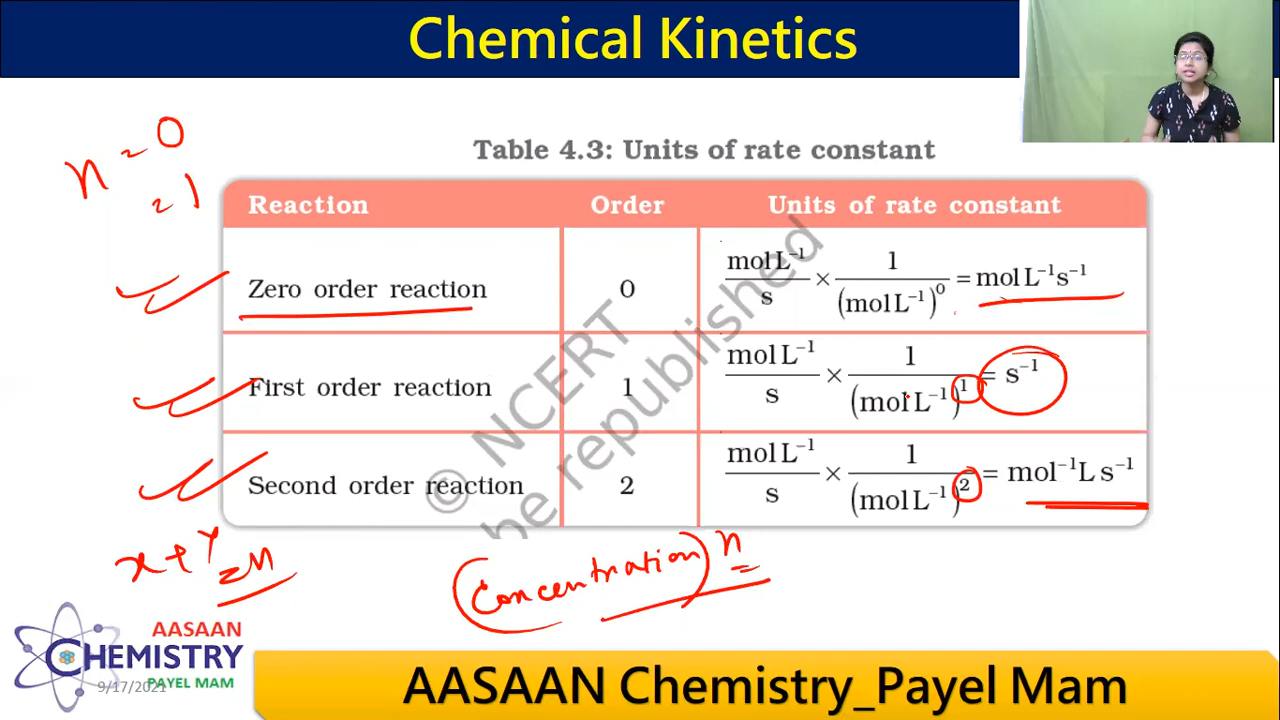 Chemical Kinetics
n = 0
= 1
Table 4.3: Units of rate constant
Reaction Order Units of rate constant
Zero order reaction 0 mol L⁻¹/s × 1/(mol L⁻¹)⁰ = mol L⁻¹s⁻¹
First order reaction 1 mol L⁻¹/s × 1/(mol L⁻¹)¹ = s⁻¹
Second order reaction 2 mol L⁻¹/s × 1/(mol L⁻¹)² = mol⁻¹L s⁻¹
© NCERT
be republished
x + y = n
(Concentration)ⁿ
AASAAN
CHEMISTRY
PAYEL MAM
9/17/2021
AASAAN Chemistry_Payel Mam